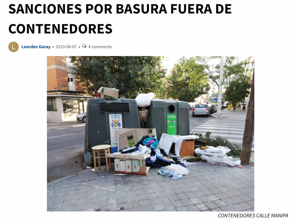 SANCIONES POR BASURA FUERA DE
CONTENEDORES
L Lourdes Garay • 2019-08-07 • 4 comments
CONTENEDORES CALLE MANIPA